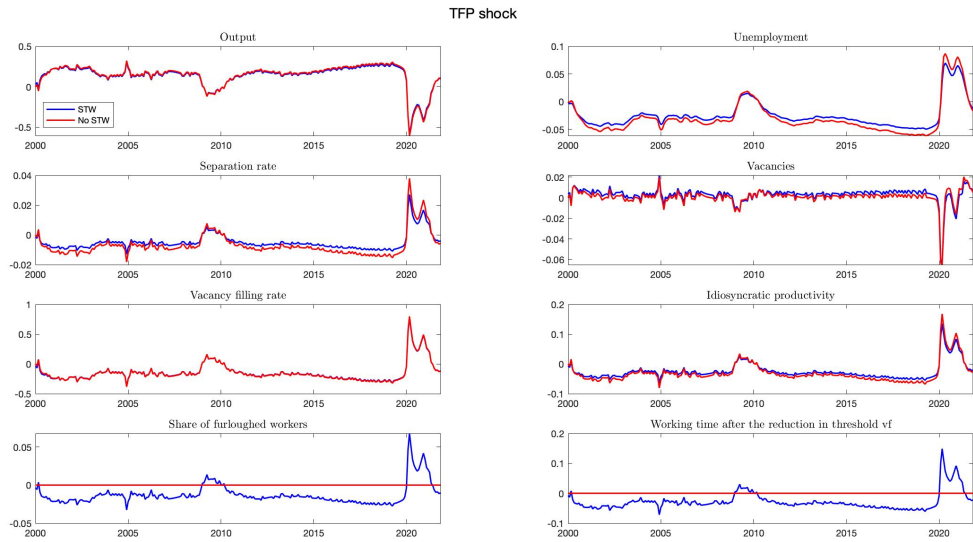 TFP shock
Output
0.5
0
-0.5
STW
No STW
2000 2005 2010 2015 2020
Unemployment
0.1
0.05
0
-0.05
2000 2005 2010 2015 2020
Separation rate
0.04
0.02
0
-0.02
2000 2005 2010 2015 2020
Vacancies
0.02
0.00
-0.02
-0.04
-0.06
2000 2005 2010 2015 2020
Vacancy filling rate
1
0.5
0
-0.5
2000 2005 2010 2015 2020
Idiosyncratic productivity
0.2
0.1
0
-0.1
2000 2005 2010 2015 2020
Share of furloughed workers
0.05
0
-0.05
2000 2005 2010 2015 2020
Working time after the reduction in threshold vf
0.2
0.1
0
-0.1
2000 2005 2010 2015 2020